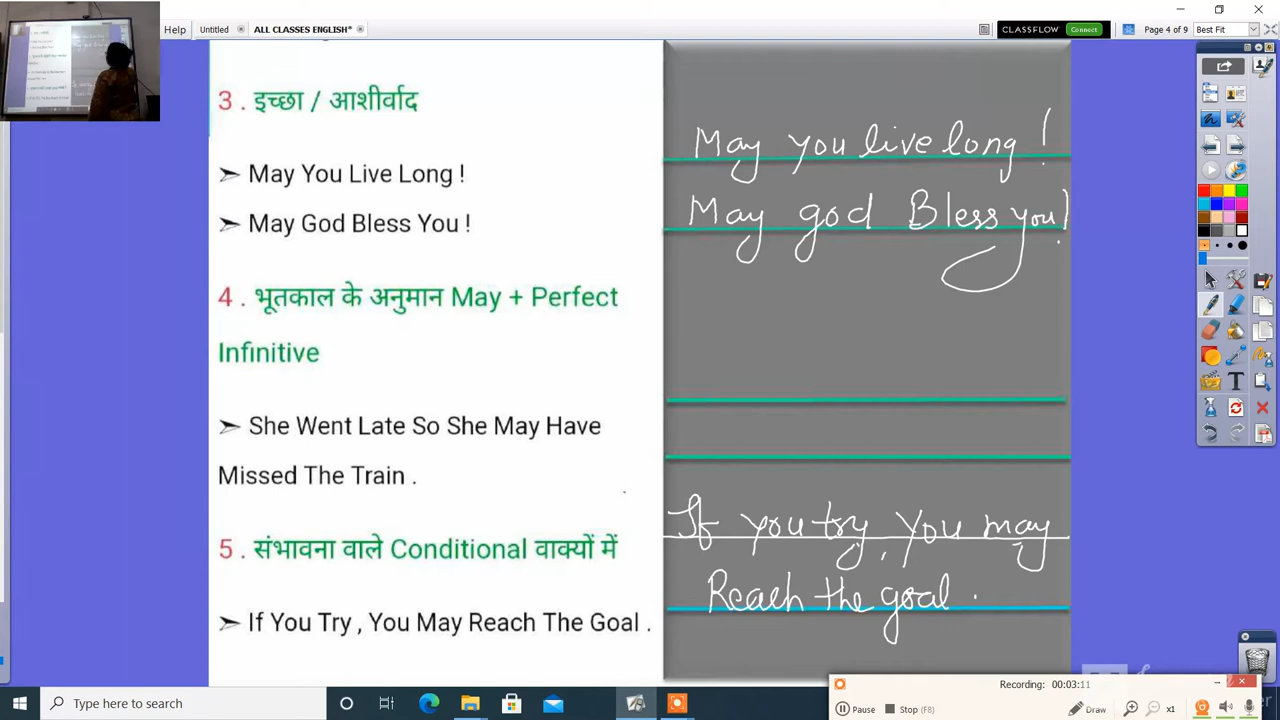 Help
Untitled
ALL CLASSES ENGLISH*
CLASSFLOW
Connect
Page 4 of 9
Best Fit
3 . इच्छा / आशीर्वाद
➢ May You Live Long !
➢ May God Bless You !
4 . भूतकाल के अनुमान May + Perfect
Infinitive
➢ She Went Late So She May Have
Missed The Train .
5 . संभावना वाले Conditional वाक्यों में
➢ If You Try , You May Reach The Goal .
May you live long !
May god Bless you !
If you try, You may
Reach the goal .
Recording: 00:03:11
Pause
Stop (F8)
Draw
x1
Type here to search